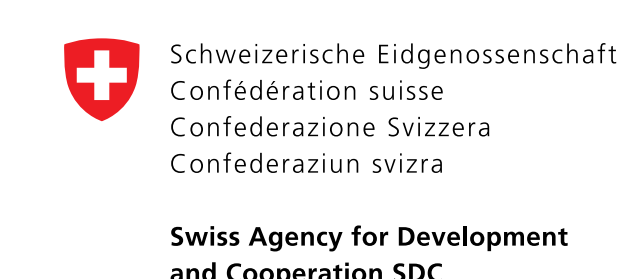 Schweizerische Eidgenossenschaft
Confédération suisse
Confederazione Svizzera
Confederaziun svizra
Swiss Agency for Development
and Cooperation SDC